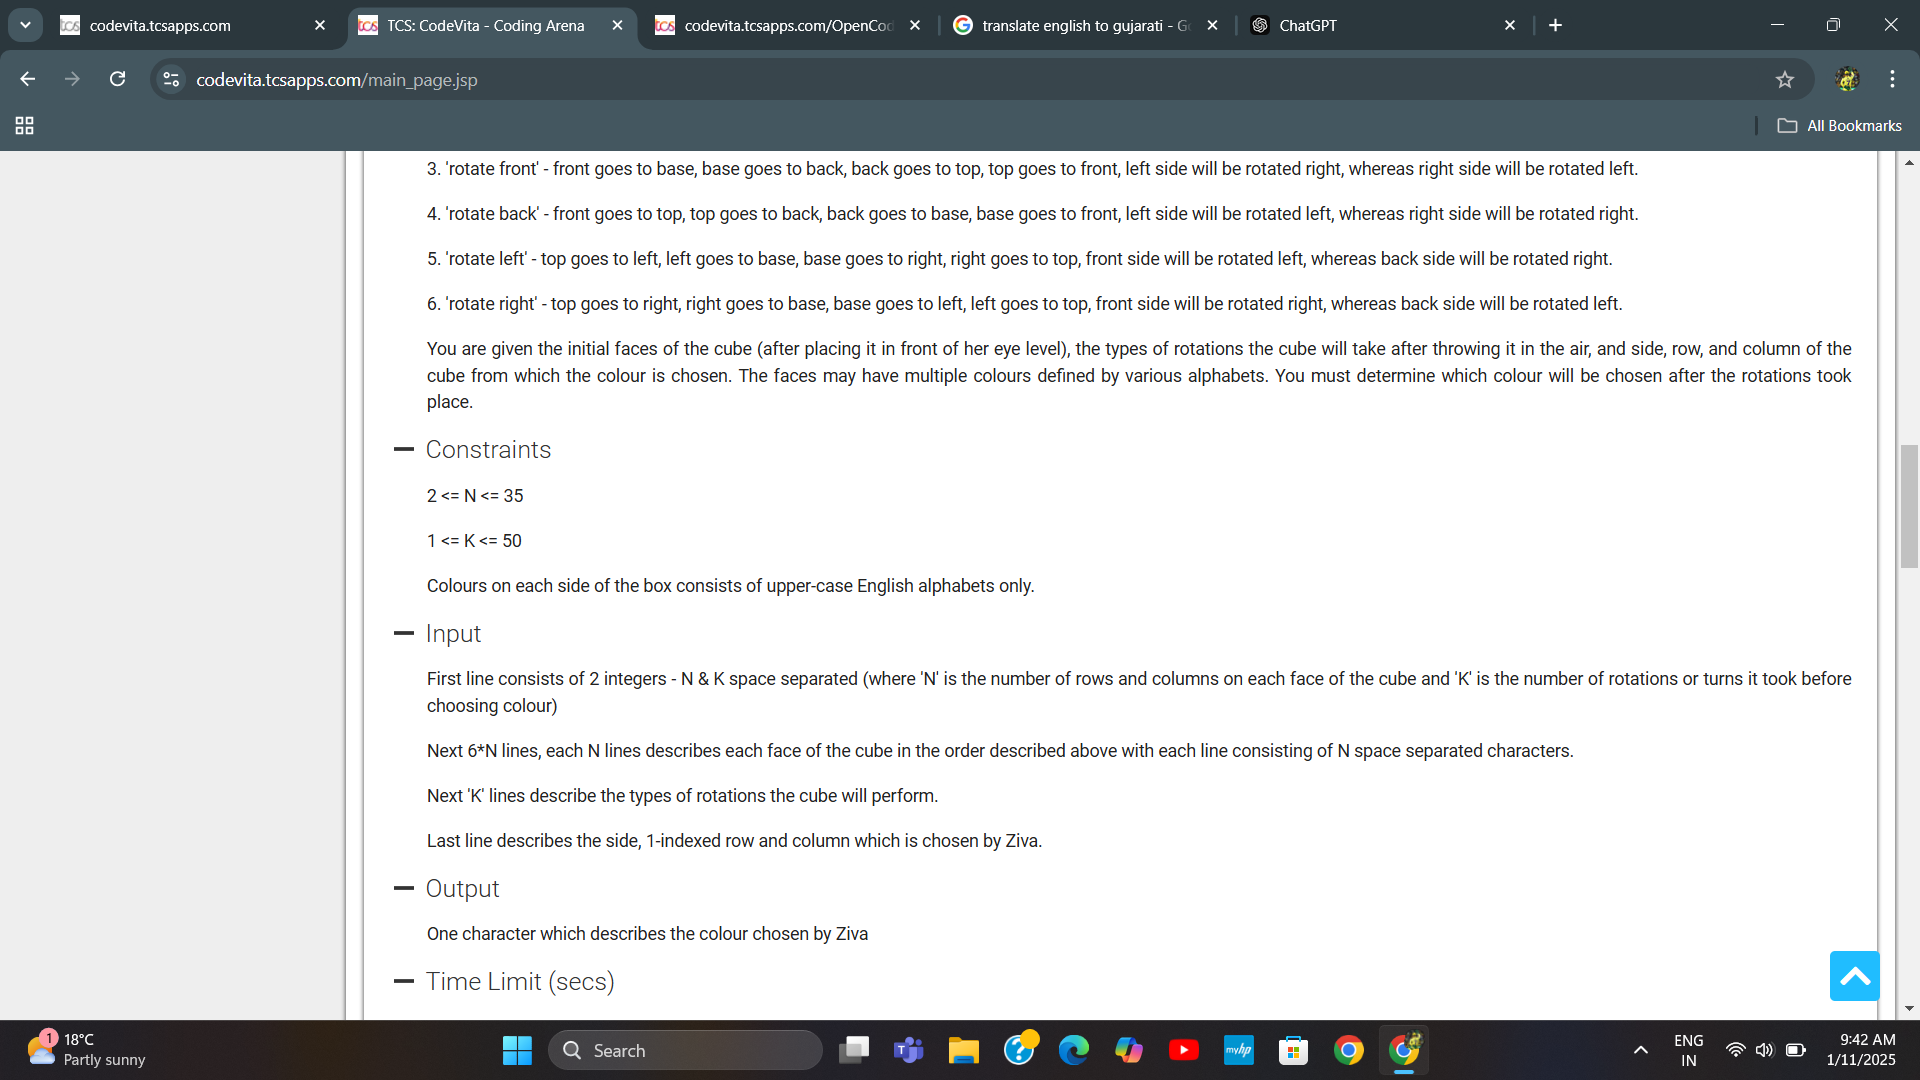 codevita.tcsapps.com
TCS: CodeVita - Coding Arena
codevita.tcsapps.com/OpenCod
translate english to gujarati - G
ChatGPT
codevita.tcsapps.com/main_page.jsp
All Bookmarks
3. 'rotate front' - front goes to base, base goes to back, back goes to top, top goes to front, left side will be rotated right, whereas right side will be rotated left.
4. 'rotate back' - front goes to top, top goes to back, back goes to base, base goes to front, left side will be rotated left, whereas right side will be rotated right.
5. 'rotate left' - top goes to left, left goes to base, base goes to right, right goes to top, front side will be rotated left, whereas back side will be rotated right.
6. 'rotate right' - top goes to right, right goes to base, base goes to left, left goes to top, front side will be rotated right, whereas back side will be rotated left.
You are given the initial faces of the cube (after placing it in front of her eye level), the types of rotations the cube will take after throwing it in the air, and side, row, and column of the
cube from which the colour is chosen. The faces may have multiple colours defined by various alphabets. You must determine which colour will be chosen after the rotations took
place.
Constraints
2 <= N <= 35
1 <= K <= 50
Colours on each side of the box consists of upper-case English alphabets only.
Input
First line consists of 2 integers - N & K space separated (where 'N' is the number of rows and columns on each face of the cube and 'K' is the number of rotations or turns it took before
choosing colour)
Next 6*N lines, each N lines describes each face of the cube in the order described above with each line consisting of N space separated characters.
Next 'K' lines describe the types of rotations the cube will perform.
Last line describes the side, 1-indexed row and column which is chosen by Ziva.
Output
One character which describes the colour chosen by Ziva
Time Limit (secs)
1
18°C
Partly sunny
Search
myhp
ENG
IN
9:42 AM
1/11/2025